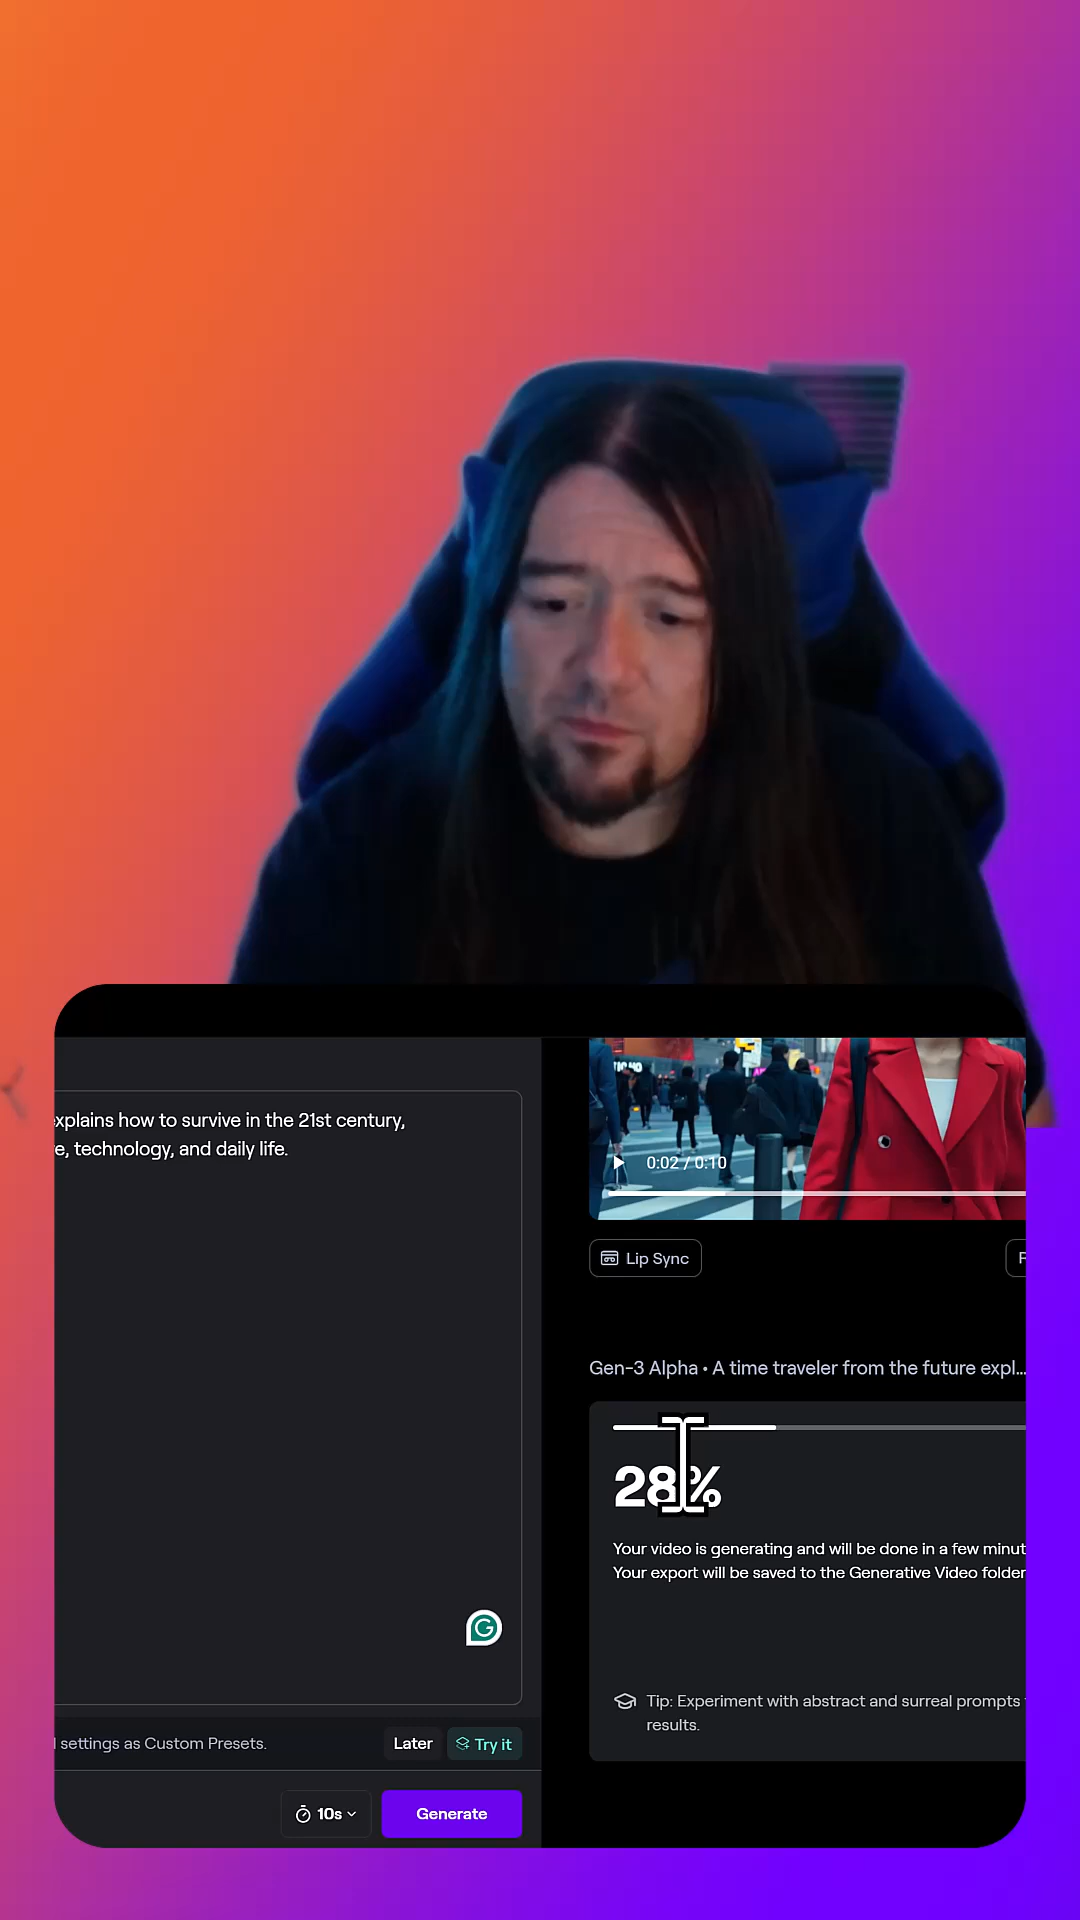 explains how to survive in the 21st century,
e, technology, and daily life.
0:02 / 0:10
Lip Sync
Gen-3 Alpha • A time traveler from the future expl...
28%
Your video is generating and will be done in a few minut
Your export will be saved to the Generative Video folder
Tip: Experiment with abstract and surreal prompts
results.
settings as Custom Presets.
Later
Try it
10s
Generate